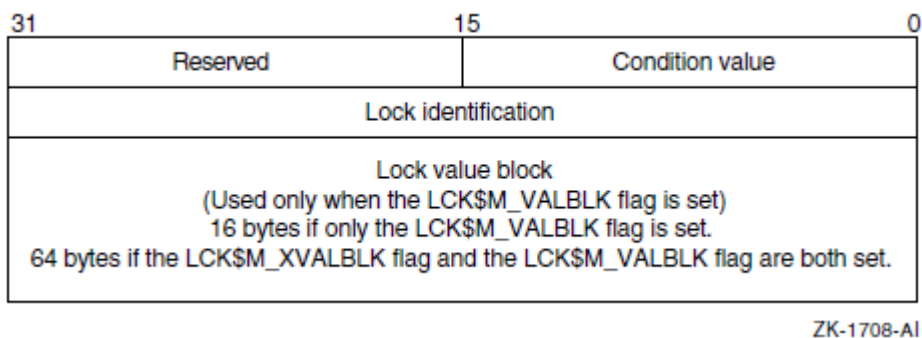 31 15 0
Reserved Condition value
Lock identification
Lock value block
(Used only when the LCK$M_VALBLK flag is set)
16 bytes if only the LCK$M_VALBLK flag is set.
64 bytes if the LCK$M_XVALBLK flag and the LCK$M_VALBLK flag are both set.
ZK-1708-AI